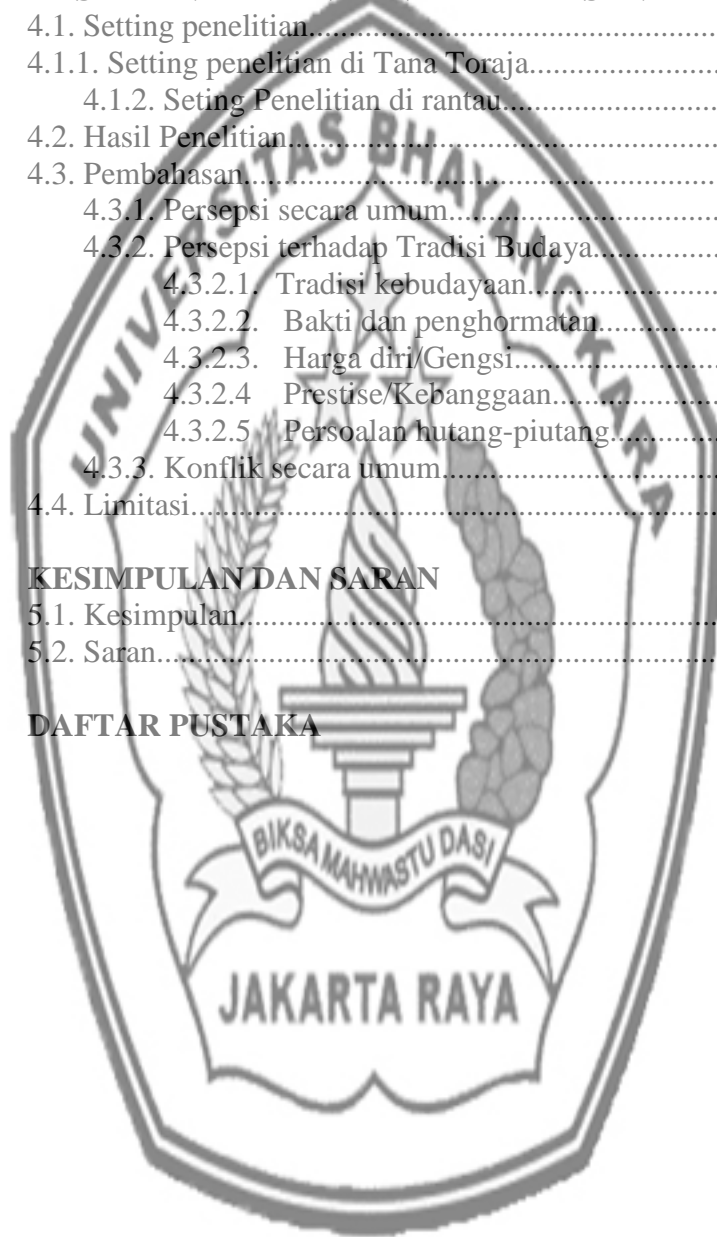 4.1. Setting penelitian.......................................................
4.1.1. Setting penelitian di Tana Toraja.............................
4.1.2. Seting Penelitian di rantau................................
4.2. Hasil Penelitian...........................................................
4.3. Pembahasan................................................................
4.3.1. Persepsi secara umum........................................
4.3.2. Persepsi terhadap Tradisi Budaya......................
4.3.2.1. Tradisi kebudayaan.............................
4.3.2.2. Bakti dan penghormatan....................
4.3.2.3. Harga diri/Gengsi..............................
4.3.2.4 Prestise/Kebanggaan..........................
4.3.2.5 Persoalan hutang-piutang...................
4.3.3. Konflik secara umum........................................
4.4. Limitasi......................................................................
KESIMPULAN DAN SARAN
5.1. Kesimpulan................................................................
5.2. Saran..........................................................................
DAFTAR PUSTAKA
UNIVERSITAS BHAYANGKARA
BIKSA MAHWASTU DASI
JAKARTA RAYA